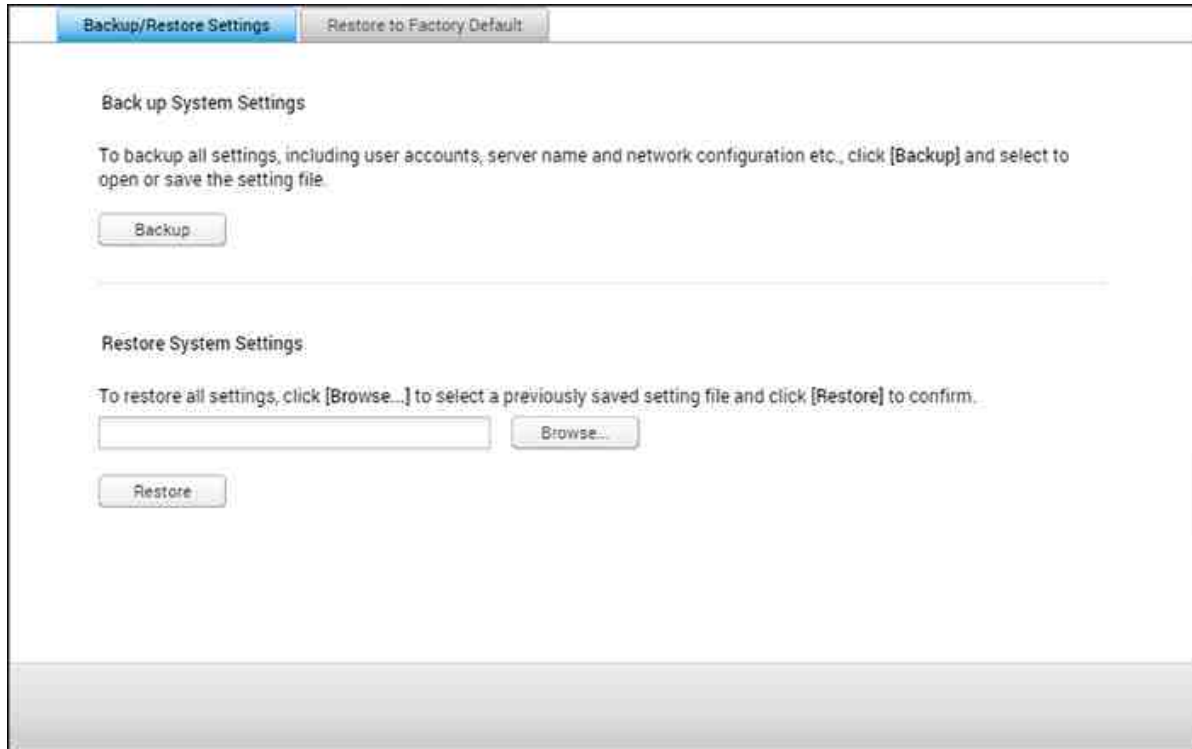 Backup/Restore Settings
Restore to Factory Default
Back up System Settings
To backup all settings, including user accounts, server name and network configuration etc., click [Backup] and select to
open or save the setting file.
Backup
Restore System Settings
To restore all settings, click [Browse...] to select a previously saved setting file and click [Restore] to confirm.
Browse...
Restore